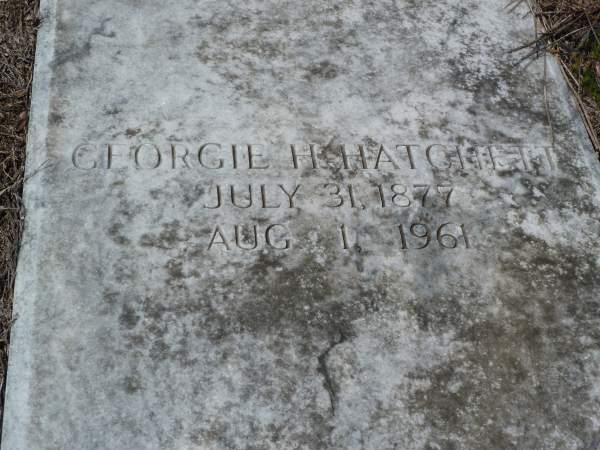 GEORGIE H. HATCHETT
JULY 31, 1877
AUG 1, 1961